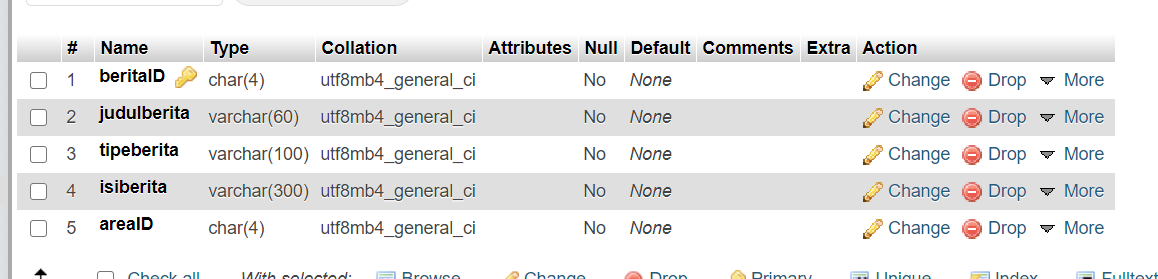 # Name Type Collation Attributes Null Default Comments Extra Action
1 beritaID char(4) utf8mb4_general_ci No None Change Drop More
2 judulberita varchar(60) utf8mb4_general_ci No None Change Drop More
3 tipeberita varchar(100) utf8mb4_general_ci No None Change Drop More
4 isiberita varchar(300) utf8mb4_general_ci No None Change Drop More
5 areaID char(4) utf8mb4_general_ci No None Change Drop More
Check all With selected: Browse Change Drop Primary Unique Index Fulltext